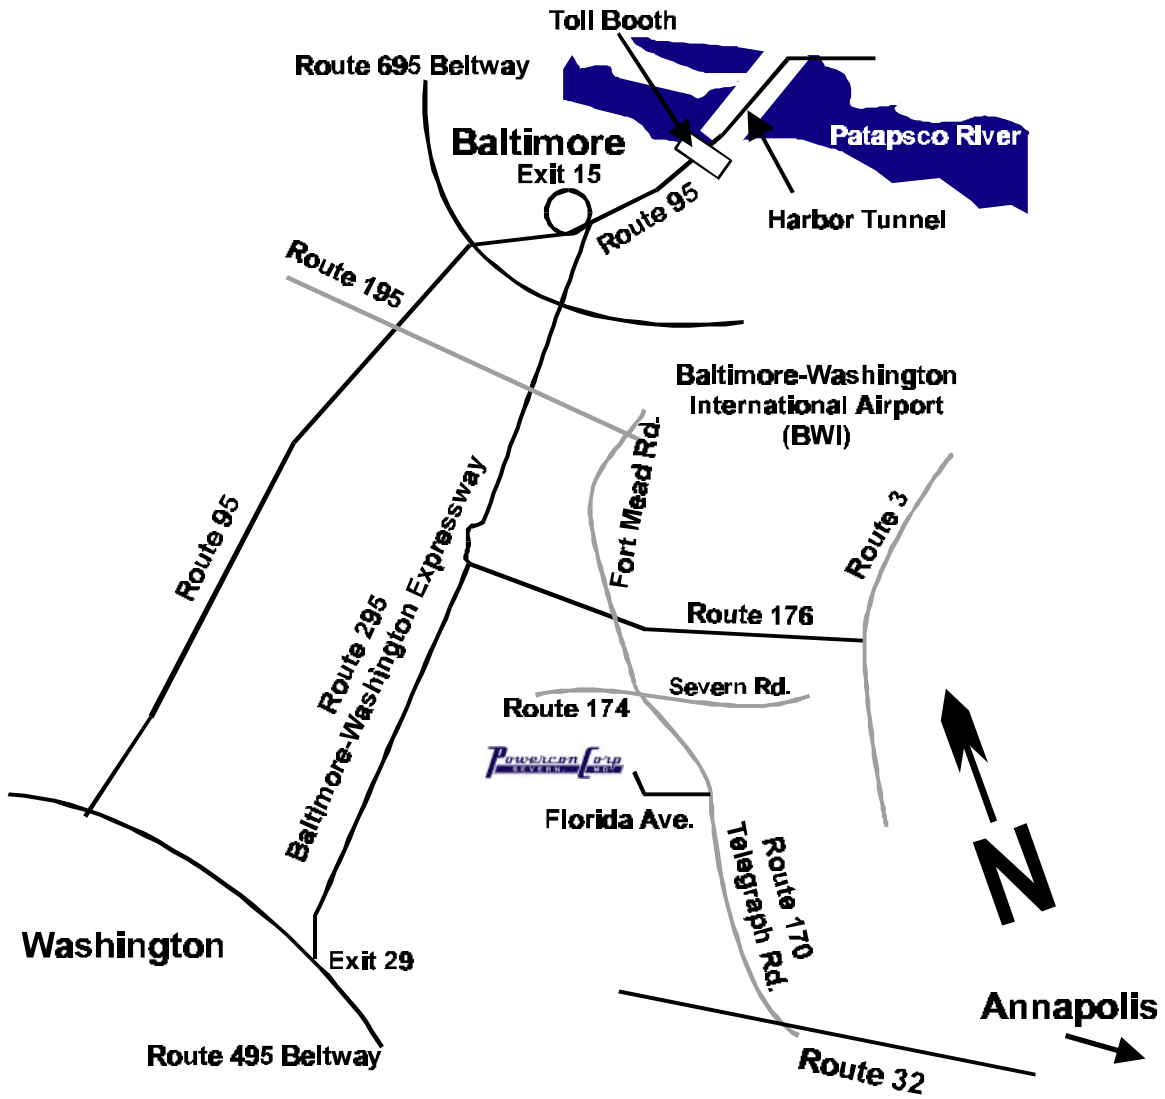 Toll Booth
Route 695 Beltway
Baltimore
Exit 15
Patapsco River
Route 95
Harbor Tunnel
Route 195
Baltimore-Washington
International Airport
(BWI)
Fort Mead Rd.
Route 3
Route 95
Route 295
Baltimore-Washington Expressway
Route 176
Severn Rd.
Route 174
Powercon Corp
SEVERN, MD
Florida Ave.
Route 170
Telegraph Rd.
N
Washington
Exit 29
Annapolis
Route 495 Beltway
Route 32